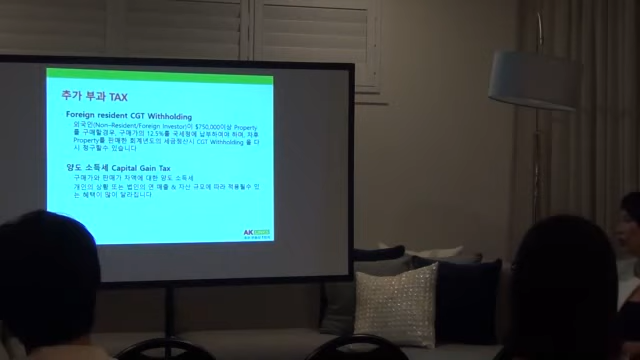 추가 부과 TAX
Foreign resident CGT Withholding
외국인(Non-Resident/Foreign Investor)이 $750,000이상 Property
를 구매할경우, 구매가의 12.5%를 국세청에 납부하여야 하며, 차후
Property를 판매한 회계년도의 세금정산시 CGT Withholding 을 다
시 청구할수 있습니다
양도 소득세 Capital Gain Tax
구매가와 판매가 차액에 대한 양도 소득세
개인의 상황 또는 법인의 연 매출 & 자산 규모에 따라 적용될수 있
는 혜택이 많이 달라집니다
AK